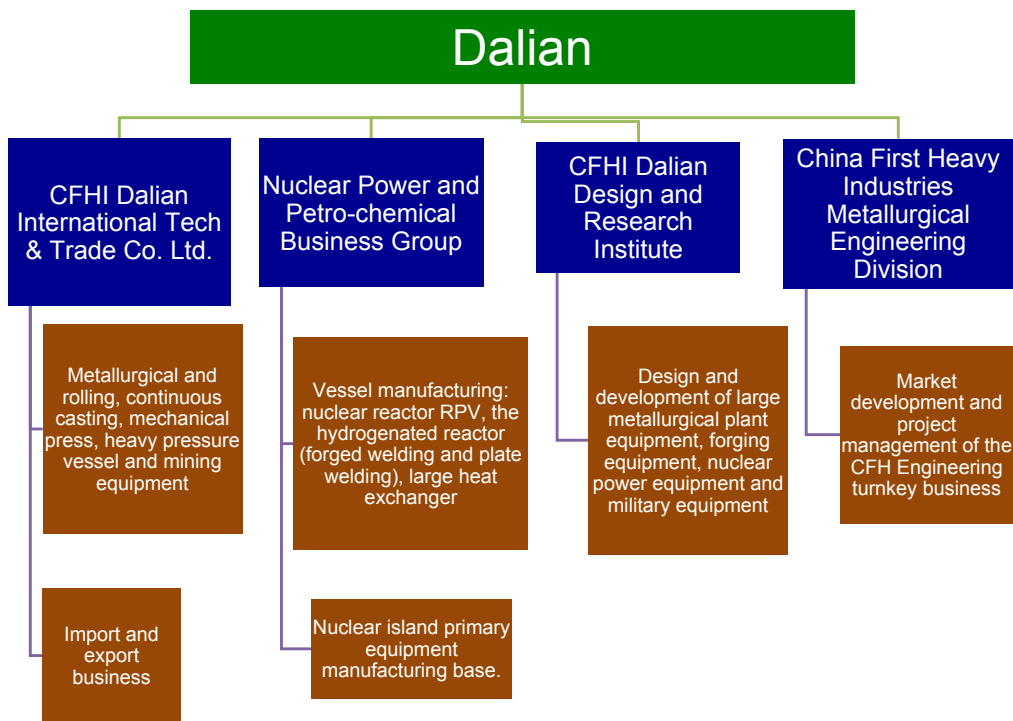 Dalian
CFHI Dalian
International Tech
& Trade Co. Ltd.
Nuclear Power and
Petro-chemical
Business Group
CFHI Dalian
Design and
Research
Institute
China First Heavy
Industries
Metallurgical
Engineering
Division
Metallurgical and
rolling, continuous
casting, mechanical
press, heavy pressure
vessel and mining
equipment
Vessel manufacturing:
nuclear reactor RPV, the
hydrogenated reactor
(forged welding and plate
welding), large heat
exchanger
Design and
development of large
metallurgical plant
equipment, forging
equipment, nuclear
power equipment and
military equipment
Market
development and
project
management of the
CFH Engineering
turnkey business
Import and
export
business
Nuclear island primary
equipment
manufacturing base.